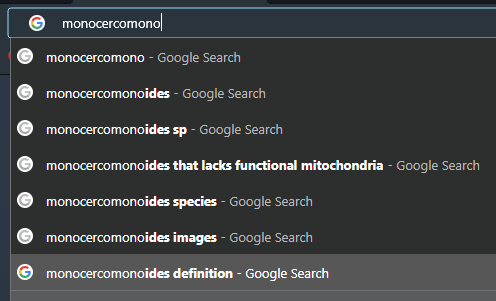 monocercomono
monocercomono - Google Search
monocercomonoides - Google Search
monocercomonoides sp - Google Search
monocercomonoides that lacks functional mitochondria - Google Search
monocercomonoides species - Google Search
monocercomonoides images - Google Search
monocercomonoides definition - Google Search